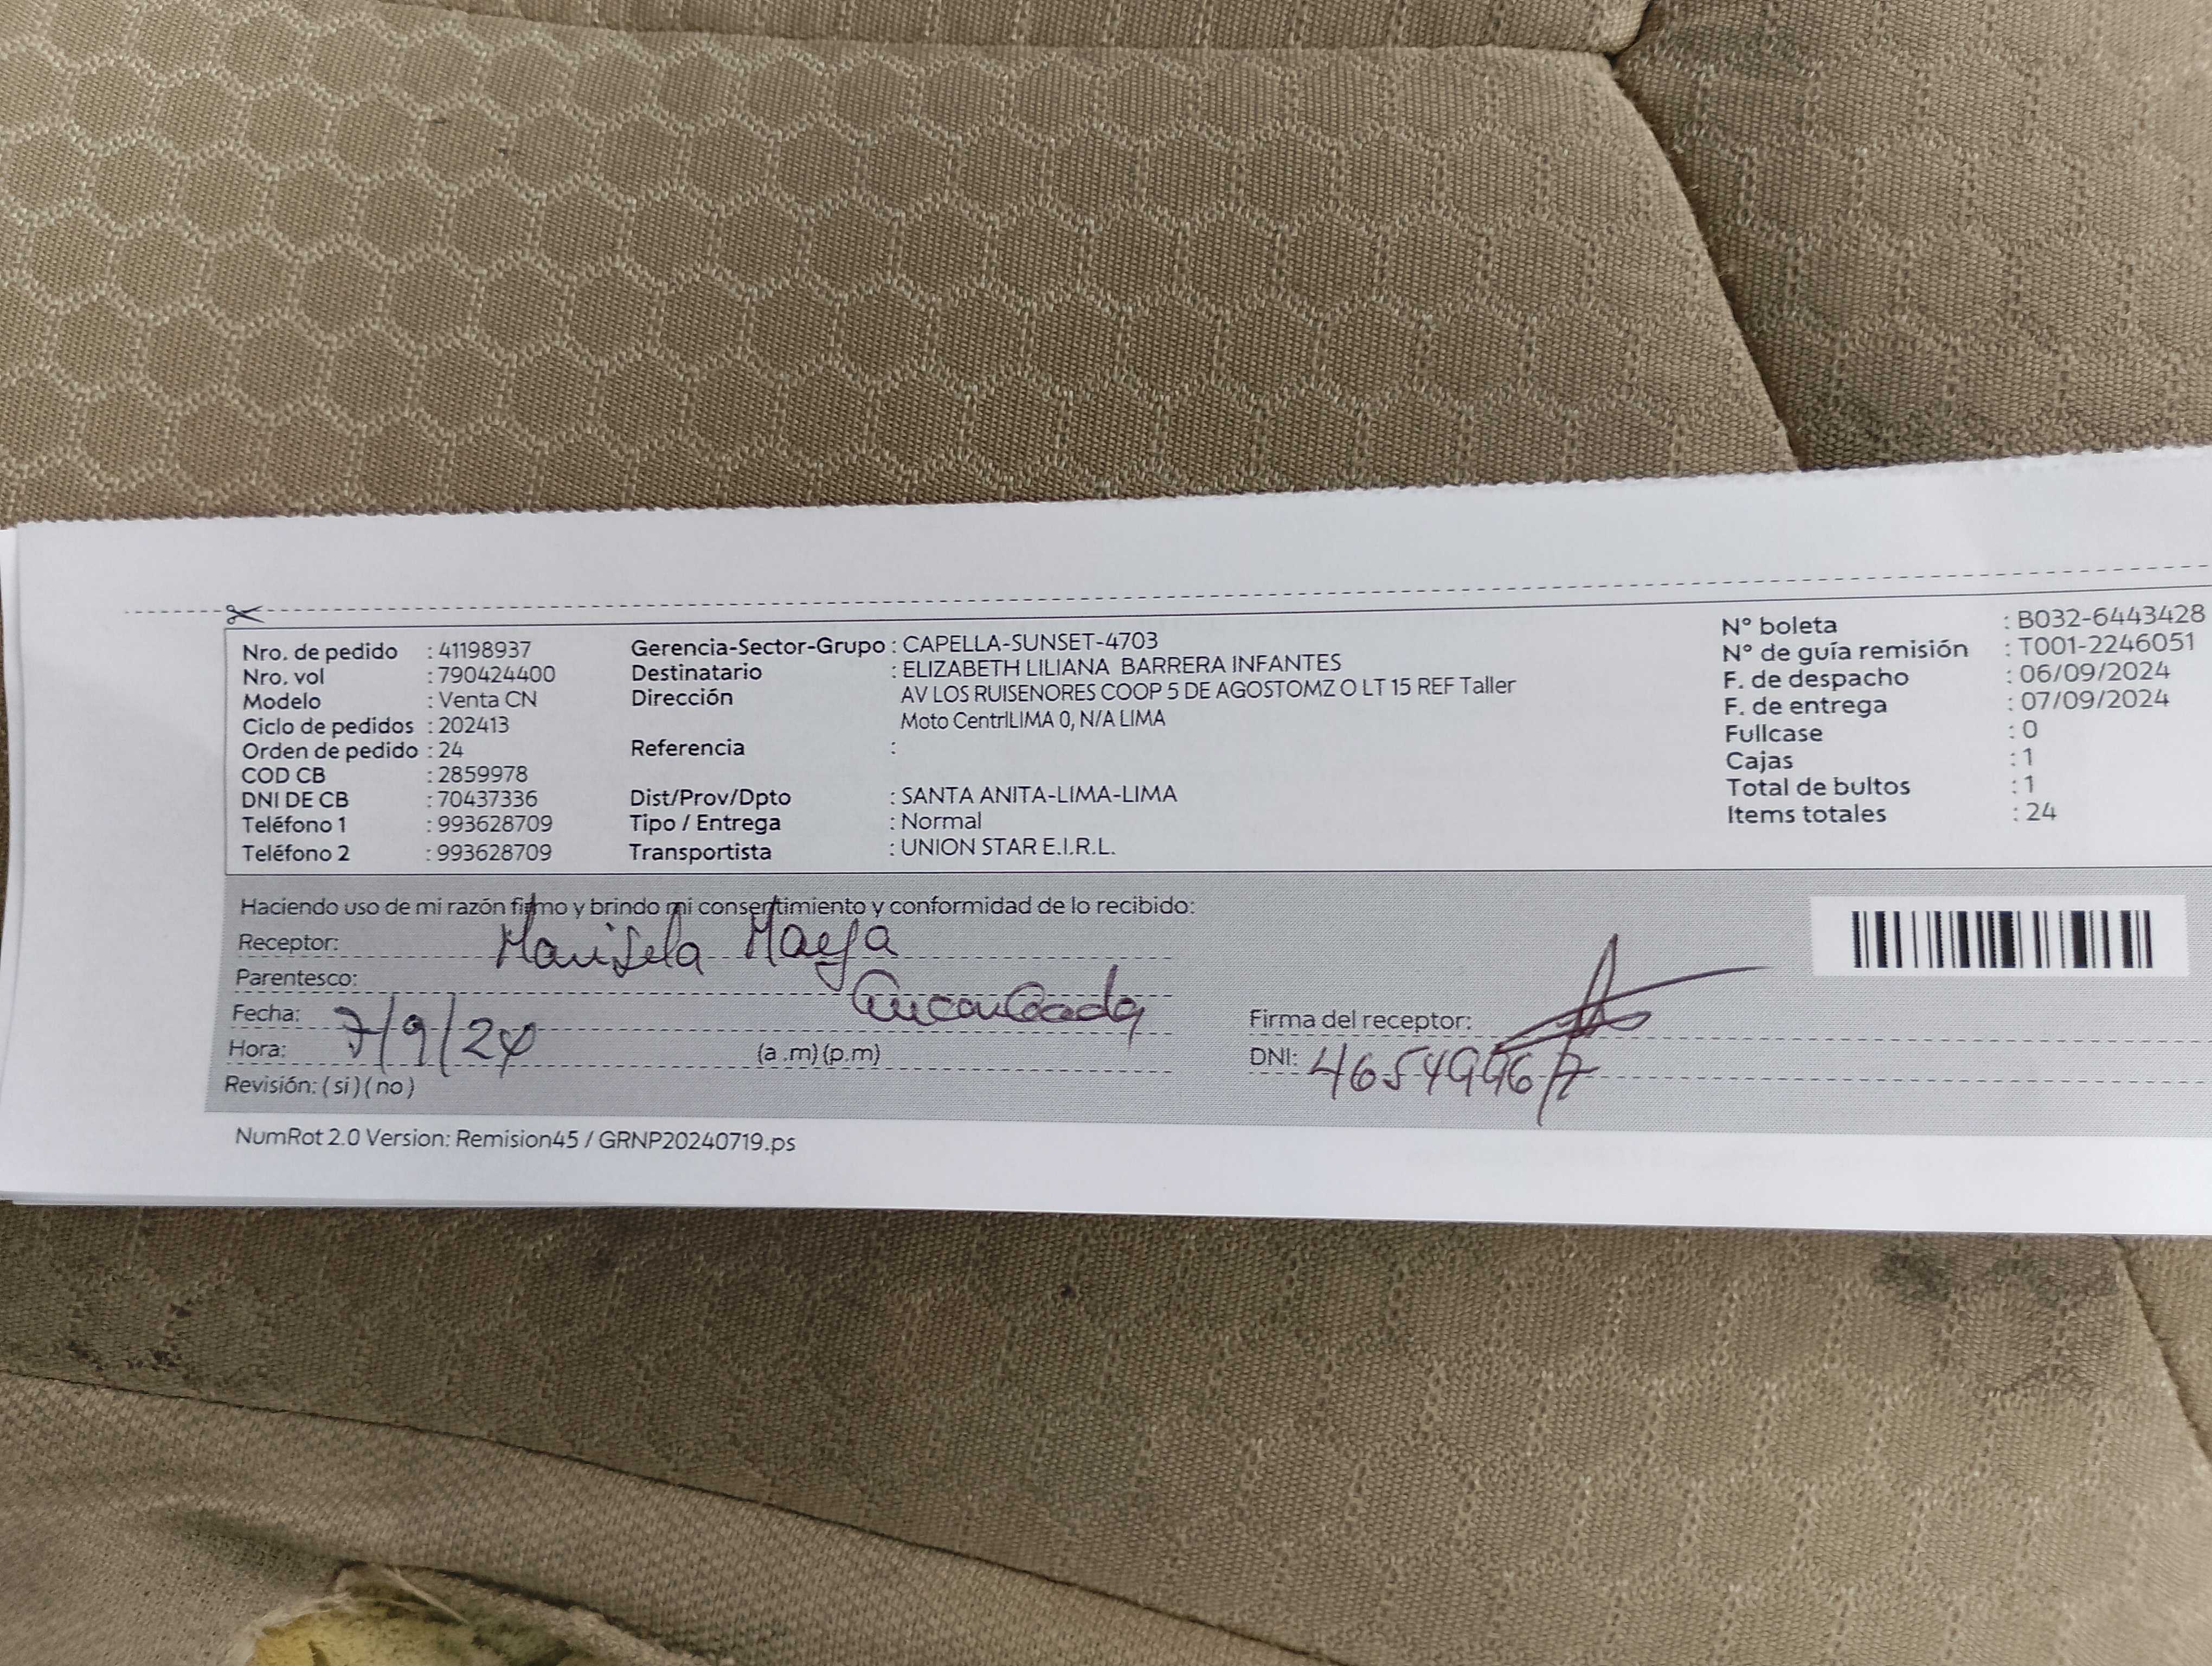 Nro. de pedido : 41198937
Nro. vol : 790424400
Modelo : Venta CN
Ciclo de pedidos : 202413
Orden de pedido : 24
COD CB : 2859978
DNI DE CB : 70437336
Teléfono 1 : 993628709
Teléfono 2 : 993628709
Gerencia-Sector-Grupo : CAPELLA-SUNSET-4703
Destinatario : ELIZABETH LILIANA BARRERA INFANTES
Dirección AV LOS RUISENORES COOP 5 DE AGOSTOMZ O LT 15 REF Taller
Moto CentrlLIMA 0, N/A LIMA
Referencia :
Dist/Prov/Dpto : SANTA ANITA-LIMA-LIMA
Tipo / Entrega : Normal
Transportista : UNION STAR E.I.R.L.
N° boleta : B032-6443428
N° de guía remisión : T001-2246051
F. de despacho : 06/09/2024
F. de entrega : 07/09/2024
Fullcase : 0
Cajas : 1
Total de bultos : 1
Items totales : 24
Haciendo uso de mi razón firmo y brindo mi consentimiento y conformidad de lo recibido:
Receptor: Marisela
Parentesco:
Fecha: 7/9/24
Hora: (a .m) (p.m)
Revisión: ( si ) ( no )
Firma del receptor:
DNI:
NumRot 2.0 Version: Remision45 / GRNP20240719.ps